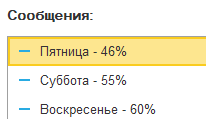 Сообщения:
Пятница - 46%
Суббота - 55%
Воскресенье - 60%